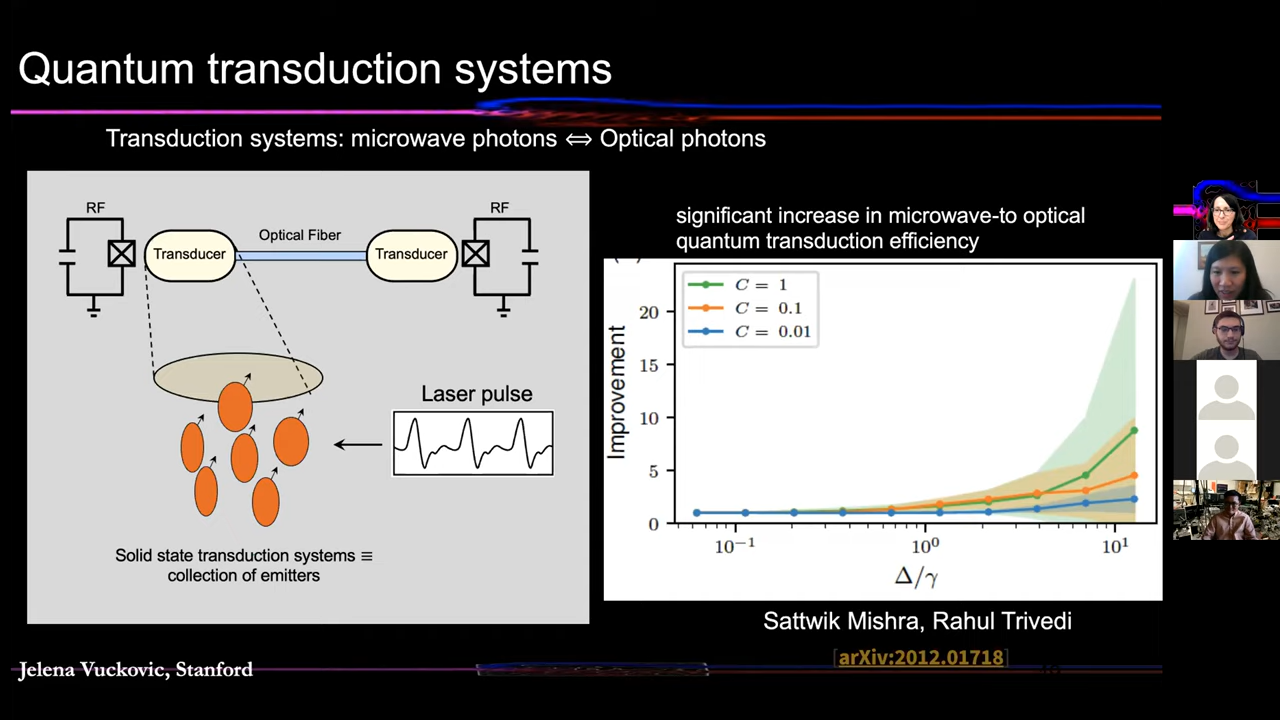 Quantum transduction systems
Transduction systems: microwave photons ⟺ Optical photons
RF
RF
Transducer
Optical Fiber
Transducer
Laser pulse
Solid state transduction systems ≡
collection of emitters
significant increase in microwave-to optical
quantum transduction efficiency
C = 1
C = 0.1
C = 0.01
Improvement
20
15
10
5
0
10⁻¹
10⁰
10¹
Δ/γ
Sattwik Mishra, Rahul Trivedi
[arXiv:2012.01718]
Jelena Vuckovic, Stanford